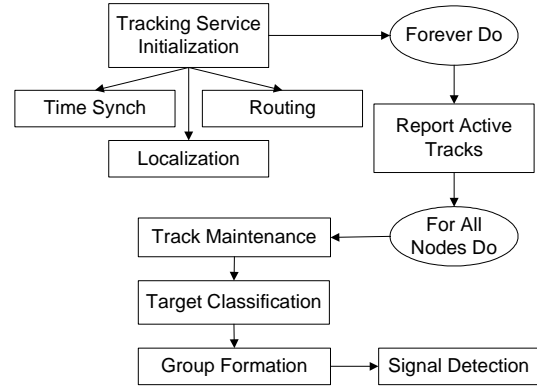 Tracking Service
Initialization
Forever Do
Time Synch
Routing
Localization
Report Active
Tracks
For All
Nodes Do
Track Maintenance
Target Classification
Group Formation
Signal Detection